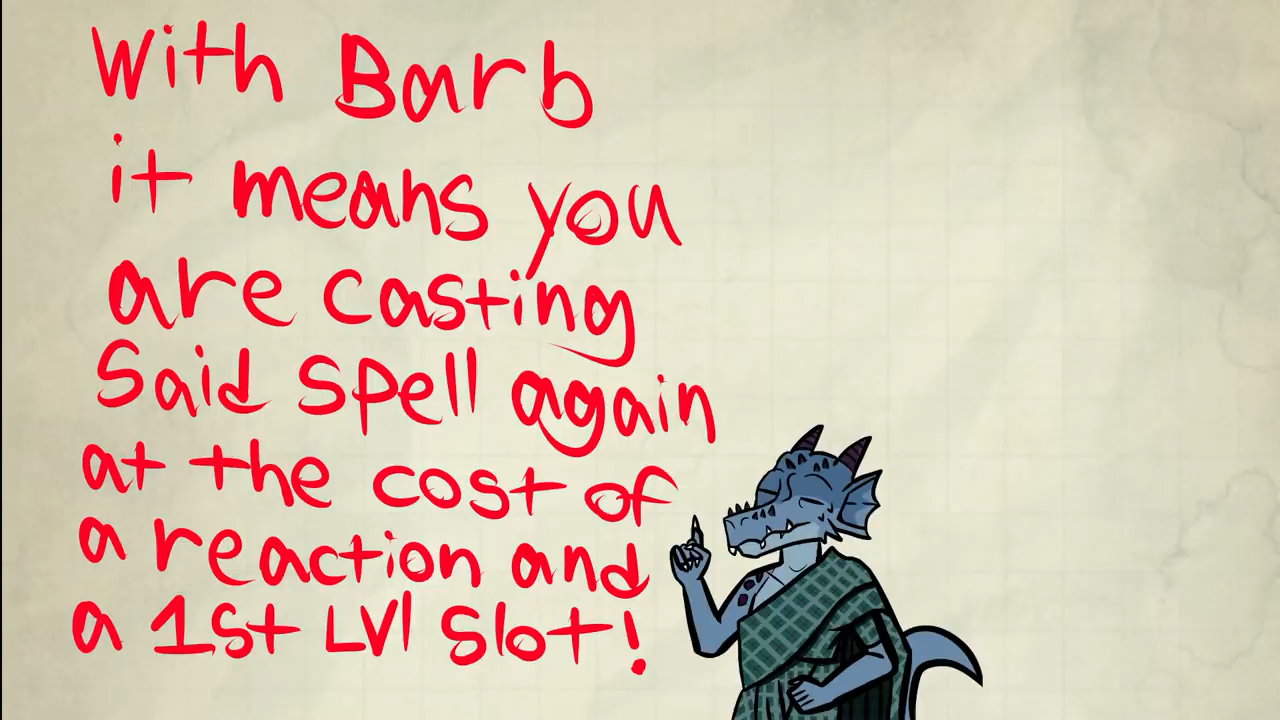 With Barb
it means you
are casting
Said spell again
at the cost of
a reaction and
a 1st LVl slot!